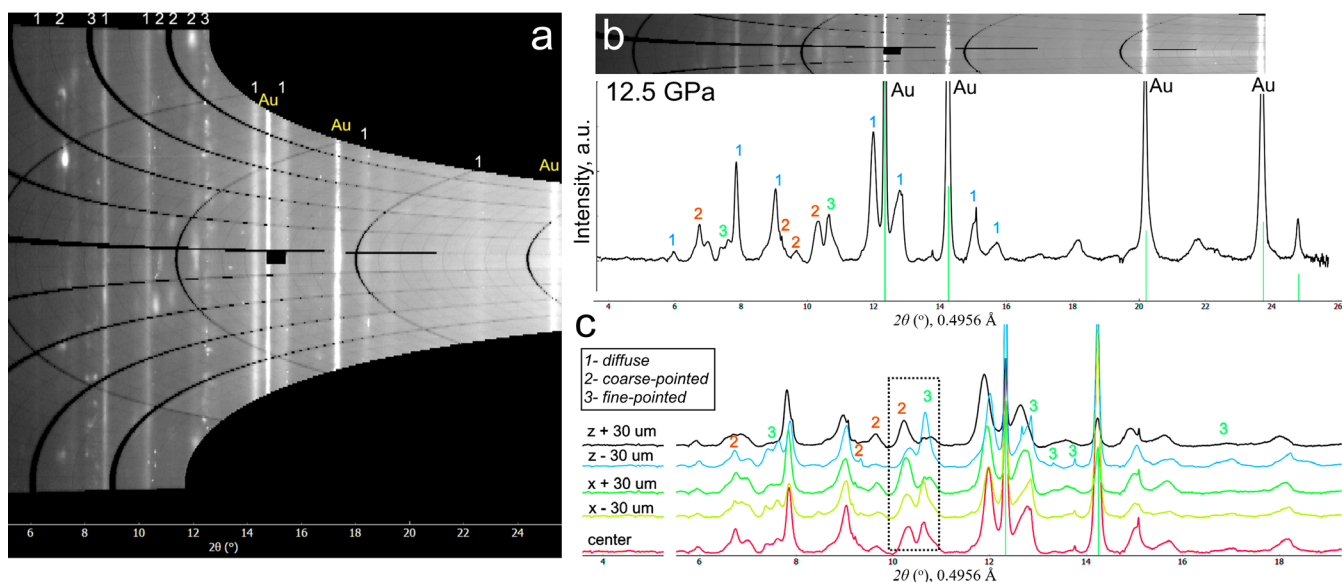 1 2 3 1 1 2 2 1 2 3
a
1 1
Au
Au
1
1
Au
6 8 10 12 14 16 18 20 22 24
2θ (º)
b
12.5 GPa
Au
Au
Au
Au
Intensity, a.u.
1
2
3
1
1
2
2
2
3
1
1
1
1
4 6 8 10 12 14 16 18 20 22 24 26
2θ (º), 0.4956 Å
c
1- diffuse
2- coarse-pointed
3- fine-pointed
z + 30 um
z - 30 um
x + 30 um
x - 30 um
center
2
3
2
2
2
3
3
3
3
3
4 6 8 10 12 14 16 18
2θ (º), 0.4956 Å